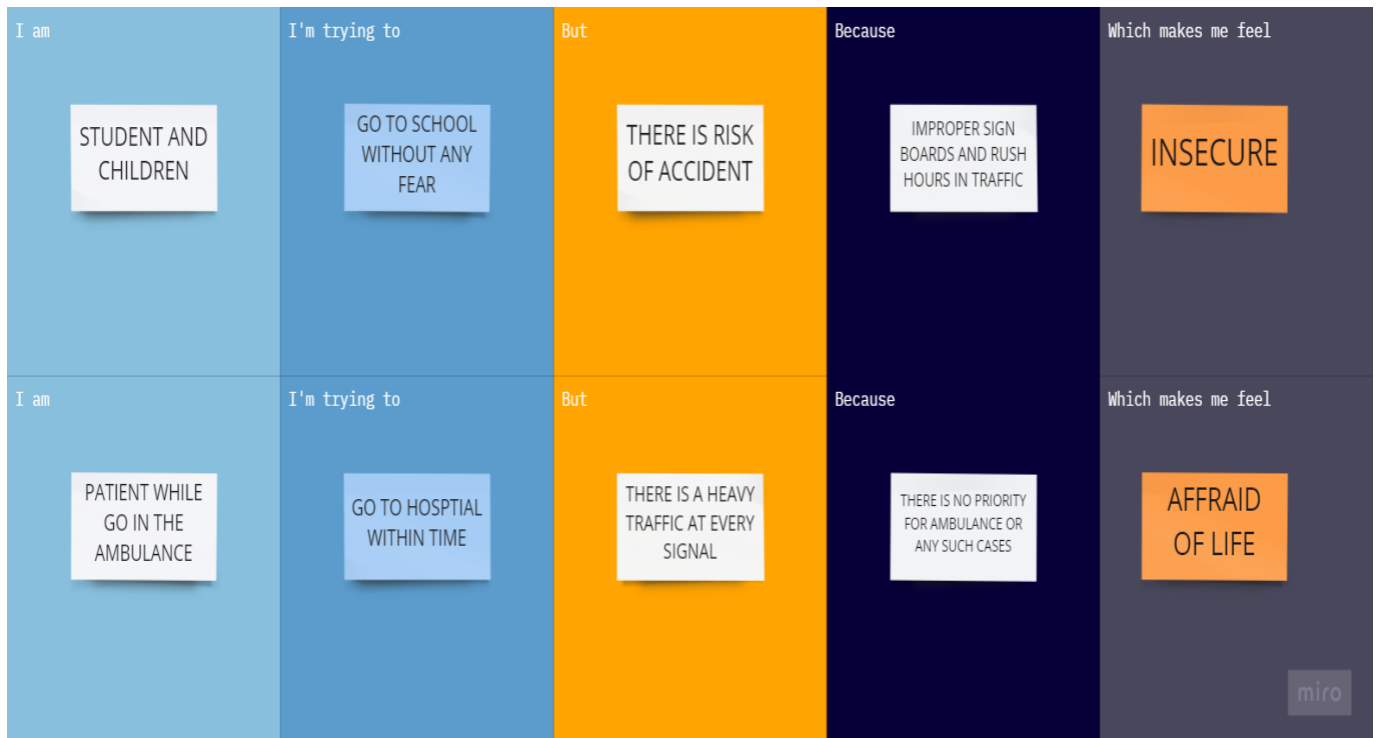 I am
I'm trying to
But
Because
Which makes me feel
STUDENT AND
CHILDREN
GO TO SCHOOL
WITHOUT ANY
FEAR
THERE IS RISK
OF ACCIDENT
IMPROPER SIGN
BOARDS AND RUSH
HOURS IN TRAFFIC
INSECURE
I am
I'm trying to
But
Because
Which makes me feel
PATIENT WHILE
GO IN THE
AMBULANCE
GO TO HOSPTIAL
WITHIN TIME
THERE IS A HEAVY
TRAFFIC AT EVERY
SIGNAL
THERE IS NO PRIORITY
FOR AMBULANCE OR
ANY SUCH CASES
AFFRAID
OF LIFE
miro